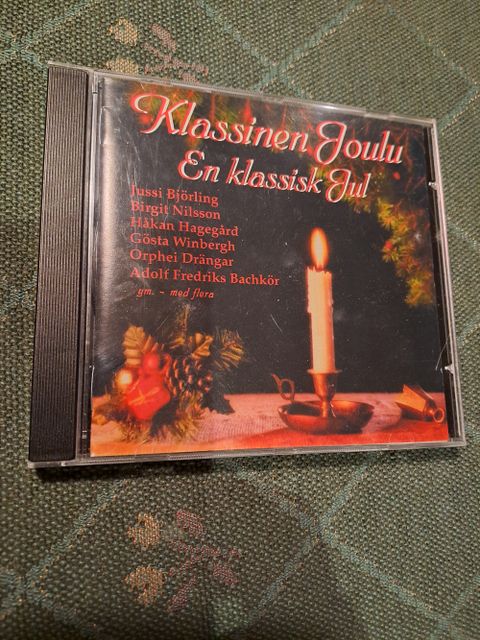 Klassinen Joulu
En klassisk Jul
Jussi Björling
Birgit Nilsson
Håkan Hagegård
Gösta Winbergh
Orphei Drängar
Adolf Fredriks Bachkör
ym. - med flera